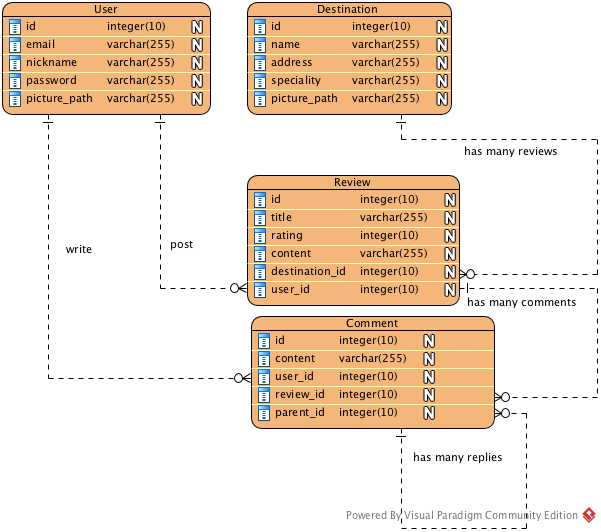 User
id integer(10) N
email varchar(255) N
nickname varchar(255) N
password varchar(255) N
picture_path varchar(255) N
Destination
id integer(10) N
name varchar(255) N
address varchar(255) N
speciality varchar(255) N
picture_path varchar(255) N
has many reviews
write
post
Review
id integer(10) N
title varchar(255) N
rating integer(10) N
content varchar(255) N
destination_id integer(10) N
user_id integer(10) N
has many comments
Comment
id integer(10) N
content varchar(255) N
user_id integer(10) N
review_id integer(10) N
parent_id integer(10) N
has many replies
Powered By Visual Paradigm Community Edition